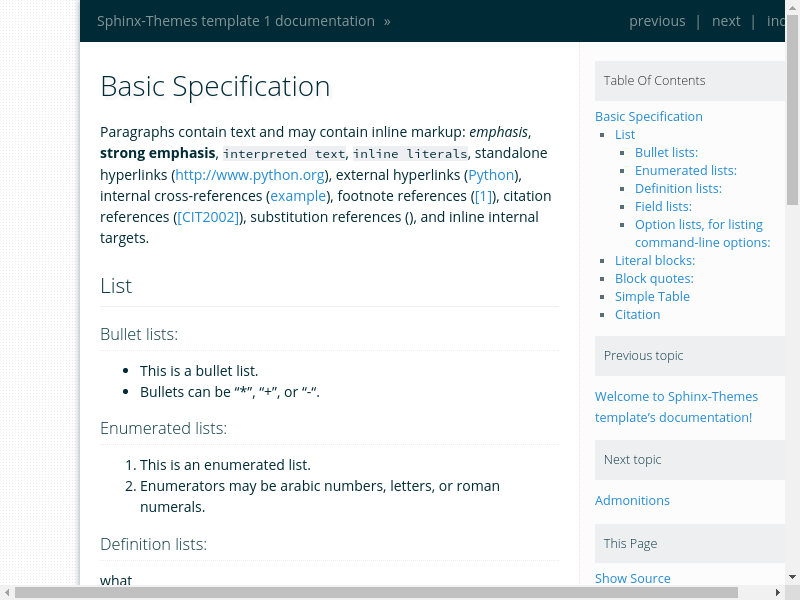 Sphinx-Themes template 1 documentation »
previous | next |
Basic Specification
Paragraphs contain text and may contain inline markup: emphasis,
strong emphasis, interpreted text, inline literals, standalone
hyperlinks (http://www.python.org), external hyperlinks (Python),
internal cross-references (example), footnote references ([1]), citation
references ([CIT2002]), substitution references (), and inline internal
targets.
List
Bullet lists:
• This is a bullet list.
• Bullets can be “*”, “+”, or “-“.
Enumerated lists:
1. This is an enumerated list.
2. Enumerators may be arabic numbers, letters, or roman
numerals.
Definition lists:
what
Table Of Contents
Basic Specification
List
Bullet lists:
Enumerated lists:
Definition lists:
Field lists:
Option lists, for listing
command-line options:
Literal blocks:
Block quotes:
Simple Table
Citation
Previous topic
Welcome to Sphinx-Themes
template’s documentation!
Next topic
Admonitions
This Page
Show Source